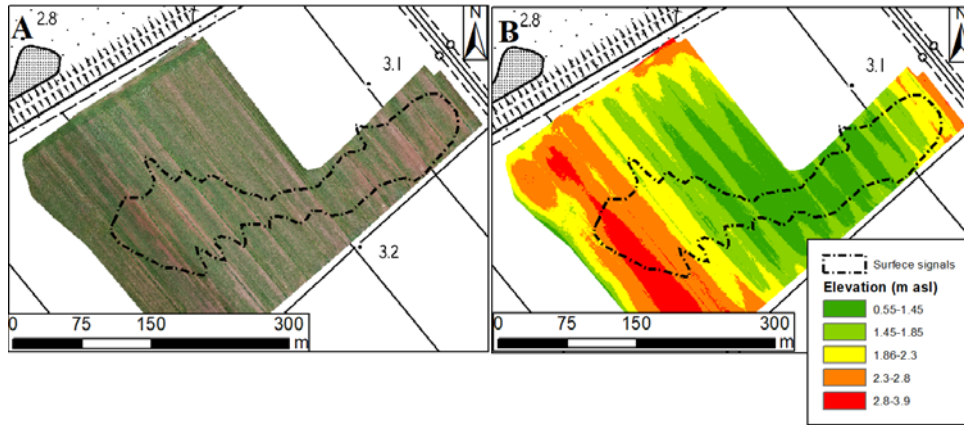 A
2.8
N
3.1
3.2
0 75 150 300
m
B
2.8
N
3.1
0 75 150 300
m
Surfece signals
Elevation (m asl)
0.55-1.45
1.45-1.85
1.86-2.3
2.3-2.8
2.8-3.9